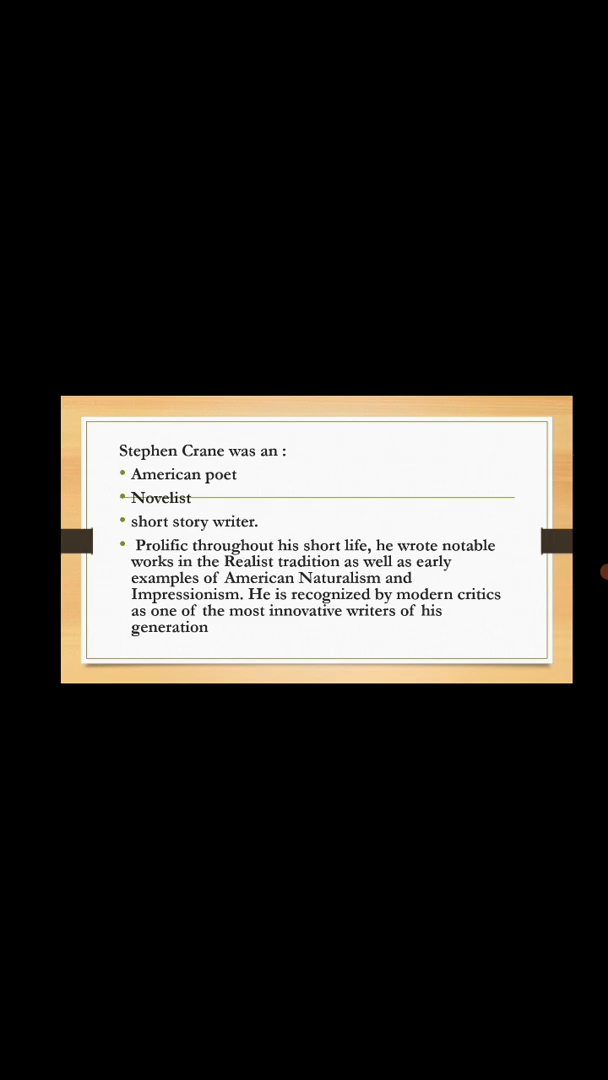 Stephen Crane was an :
• American poet
• Novelist
• short story writer.
• Prolific throughout his short life, he wrote notable
works in the Realist tradition as well as early
examples of American Naturalism and
Impressionism. He is recognized by modern critics
as one of the most innovative writers of his
generation